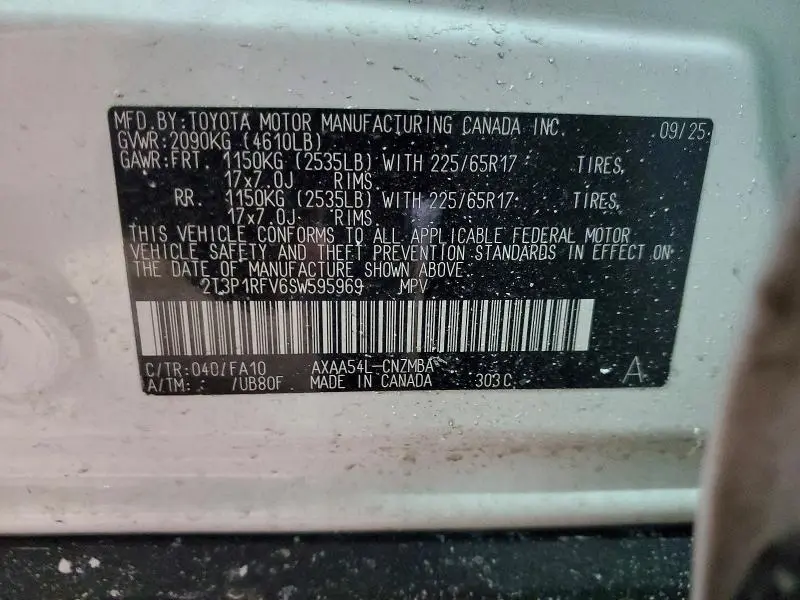 MFD.BY:TOYOTA MOTOR MANUFACTURING CANADA INC. 09/25
GVWR:2090KG (4610LB)
GAWR:FRT 1150KG (2535LB) WITH 225/65R17 TIRES,
17x7.0J RIMS.
RR. 1150KG (2535LB) WITH 225/65R17 TIRES,
17x7.0J RIMS.
THIS VEHICLE CONFORMS TO ALL APPLICABLE FEDERAL MOTOR
VEHICLE SAFETY AND THEFT PREVENTION STANDARDS IN EFFECT ON
THE DATE OF MANUFACTURE SHOWN ABOVE.
2T3P1RFV6SW595969 MPV
C/TR:040/FA10 AXAA54L-CNZMBA
A/TM: /UB80F MADE IN CANADA 303C A